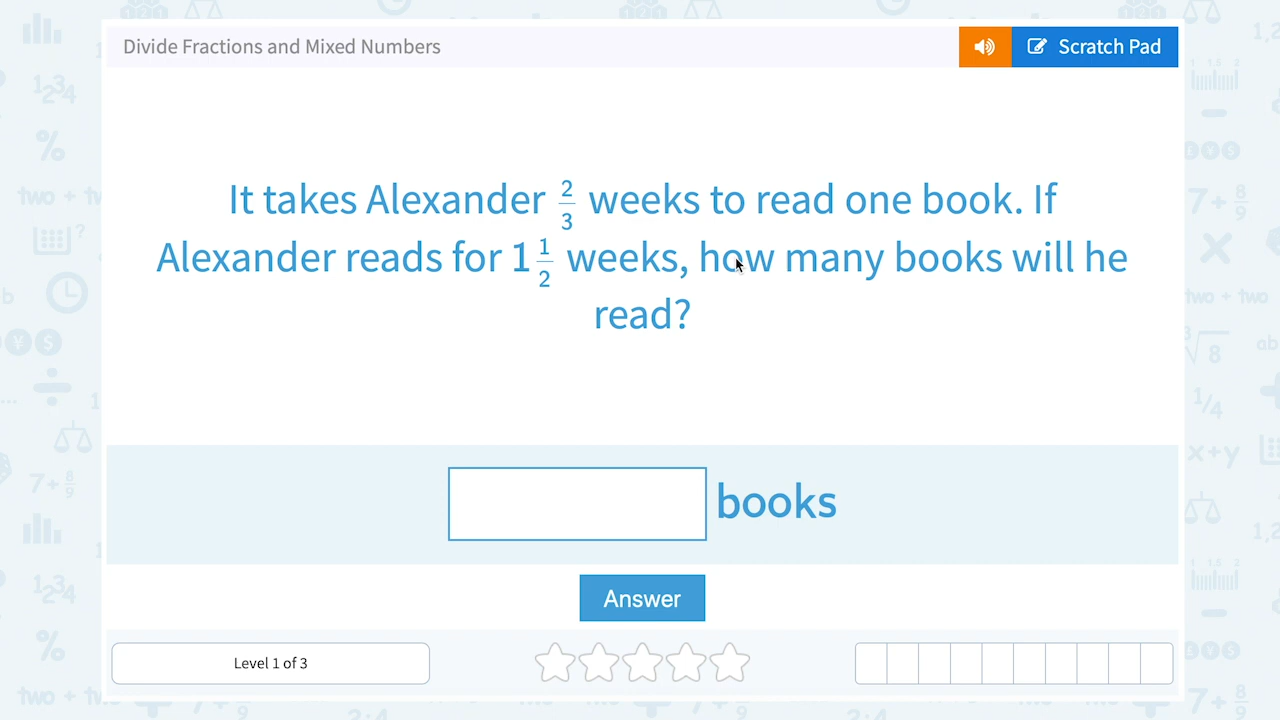 Divide Fractions and Mixed Numbers
Scratch Pad
It takes Alexander 2/3 weeks to read one book. If
Alexander reads for 1 1/2 weeks, how many books will he
read?
books
Answer
Level 1 of 3